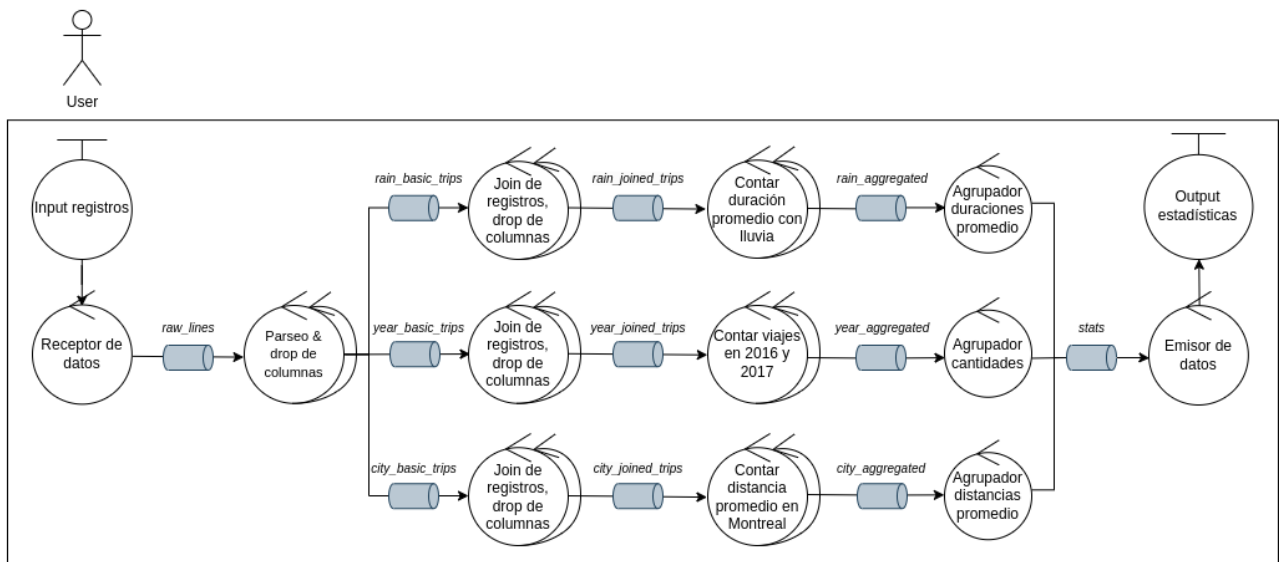 User
Input registros
Receptor de
datos
raw_lines
Parseo &
drop de
columnas
rain_basic_trips
Join de
registros,
drop de
columnas
rain_joined_trips
Contar
duración
promedio con
lluvia
rain_aggregated
Agrupador
duraciones
promedio
year_basic_trips
Join de
registros,
drop de
columnas
year_joined_trips
Contar viajes
en 2016 y
2017
year_aggregated
Agrupador
cantidades
city_basic_trips
Join de
registros,
drop de
columnas
city_joined_trips
Contar
distancia
promedio en
Montreal
city_aggregated
Agrupador
distancias
promedio
stats
Emisor de
datos
Output
estadísticas